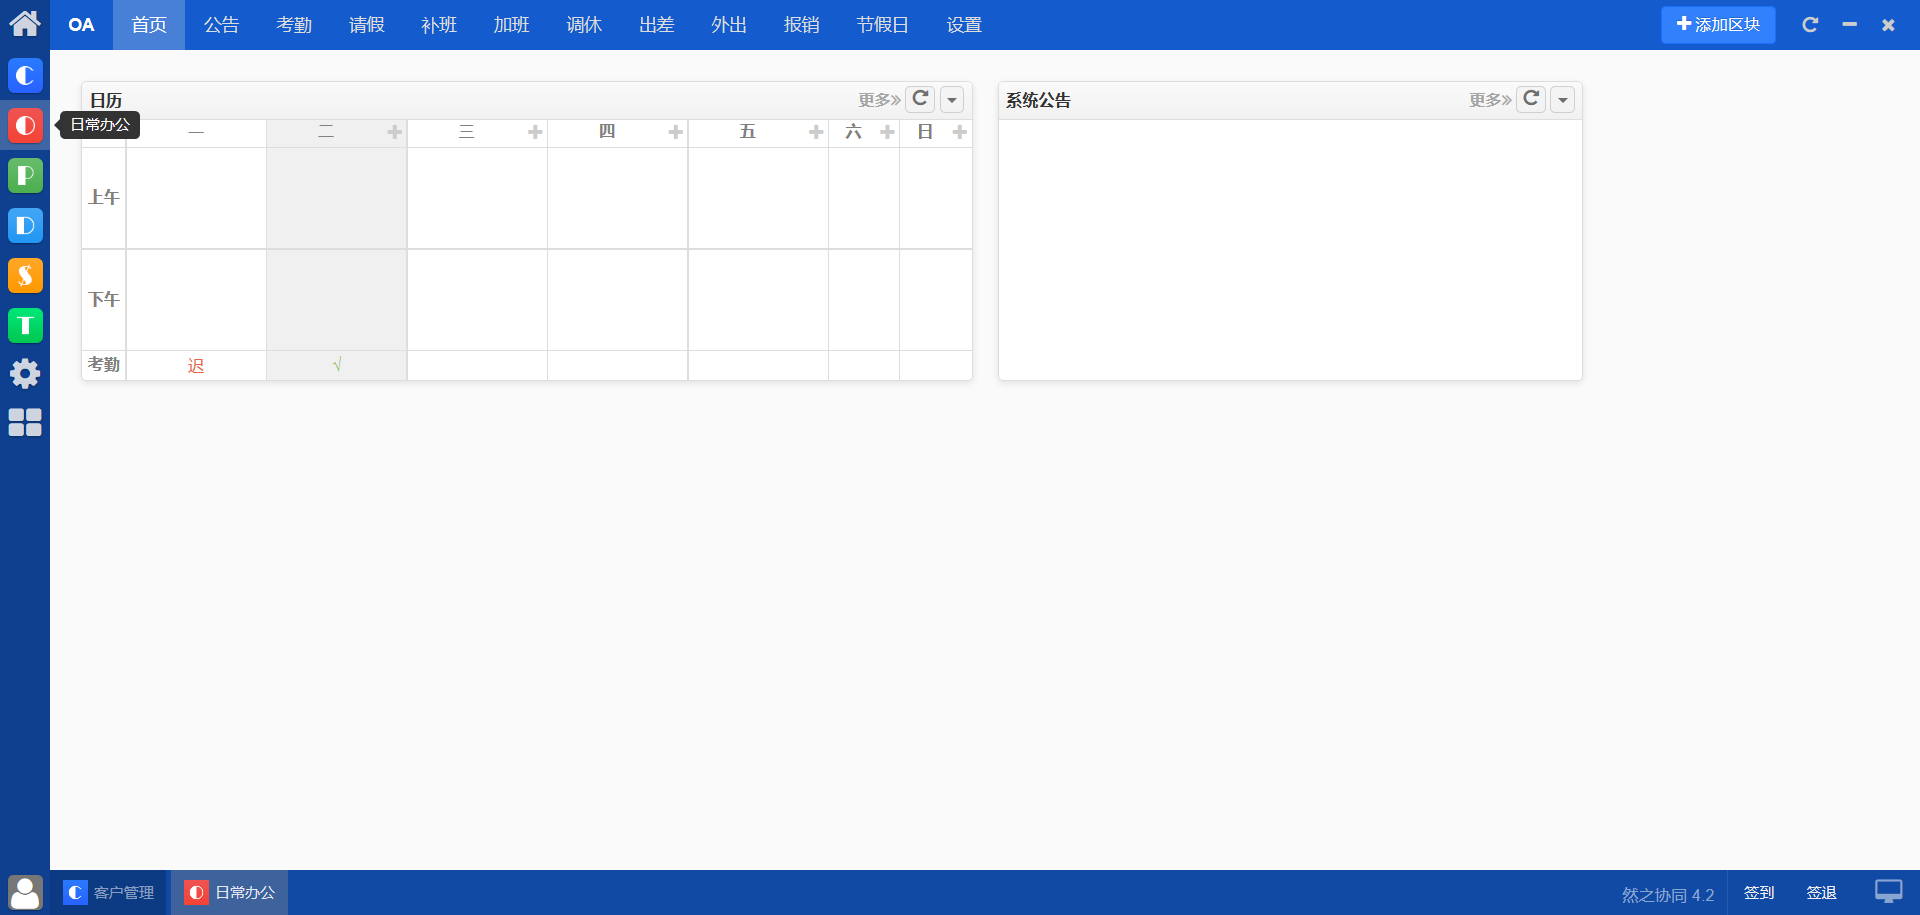 OA 首页 公告 考勤 请假 补班 加班 调休 出差 外出 报销 节假日 设置 添加区块
日历 更多 系统公告 更多
日常办公
一 二 三 四 五 六 日
上午
下午
考勤 迟 √
客户管理 日常办公 然之协同 4.2 签到 签退